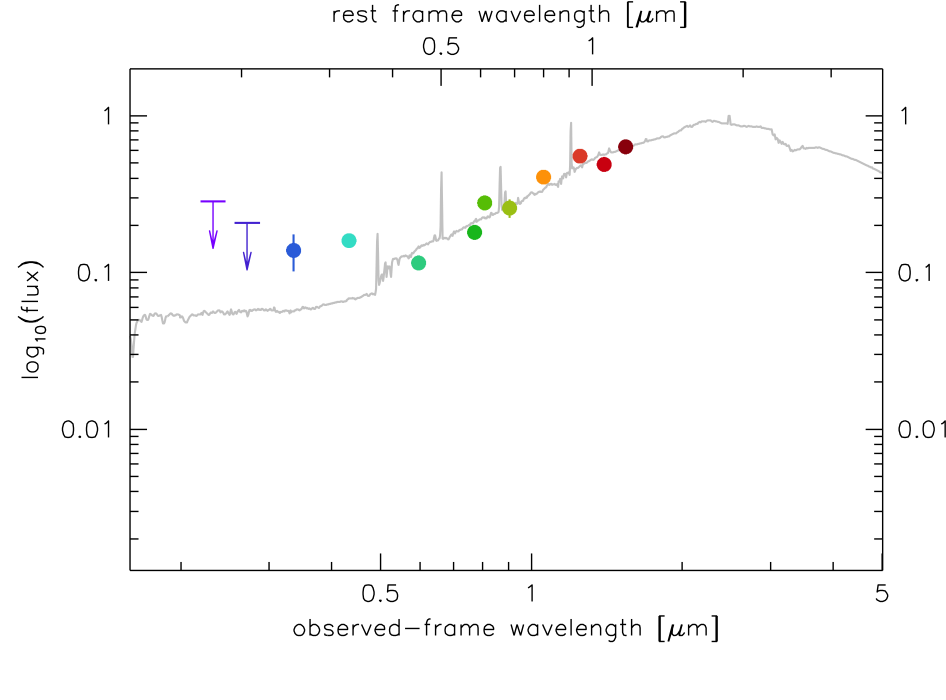 rest frame wavelength [μm]
0.5 1
1 1
0.1 0.1
0.01 0.01
log10(flux)
0.5 1 5
observed-frame wavelength [μm]